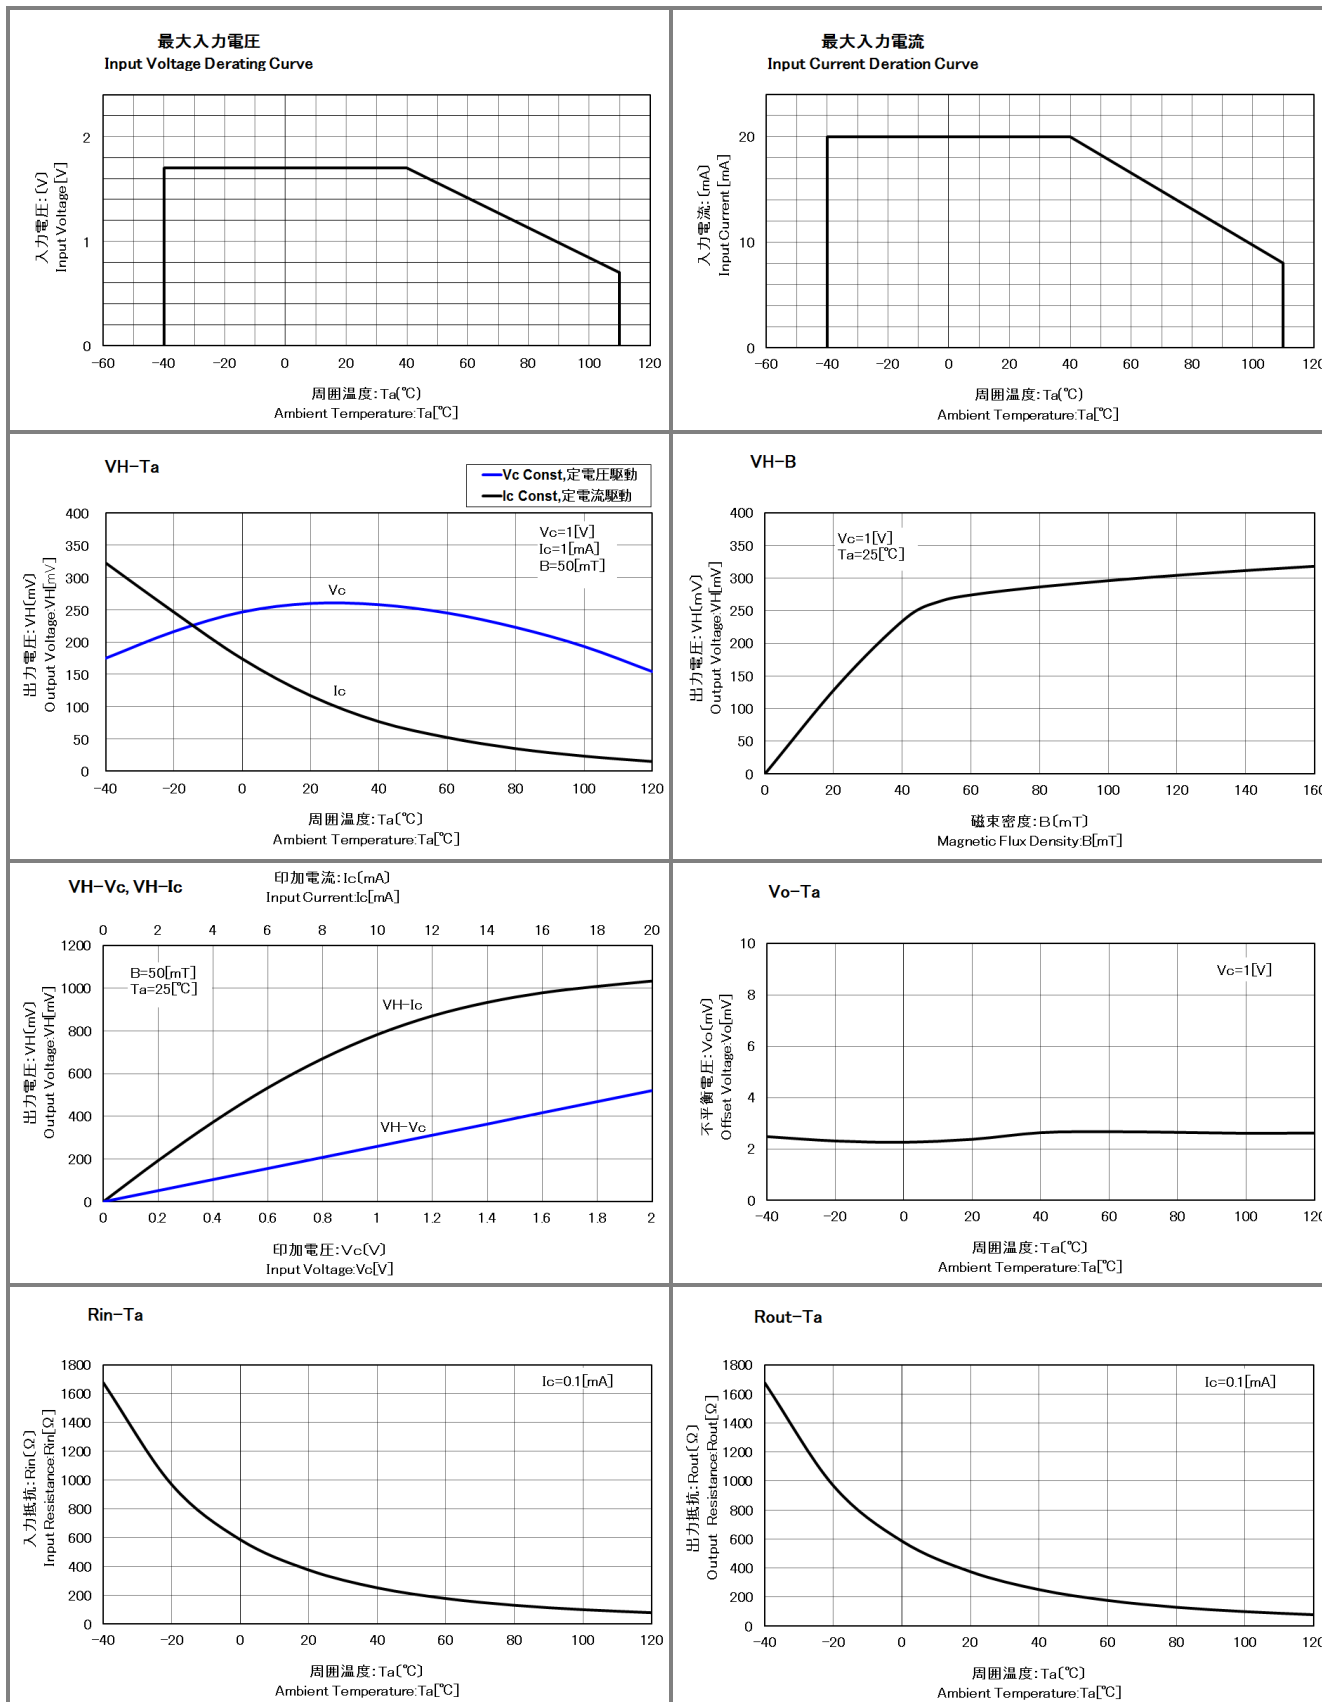 最大入力電圧
Input Voltage Derating Curve
2
1
0
入力電圧:〔V〕
Input Voltage[V]
-60 -40 -20 0 20 40 60 80 100 120
周囲温度:Ta〔℃〕
Ambient Temperature:Ta[℃]
最大入力電流
Input Current Deration Curve
20
10
0
入力電流:〔mA〕
Input Current[mA]
-60 -40 -20 0 20 40 60 80 100 120
周囲温度:Ta〔℃〕
Ambient Temperature:Ta[℃]
VH-Ta
Vc Const,定電圧駆動
Ic Const,定電流駆動
Vc=1[V]
Ic=1[mA]
B=50[mT]
Vc
Ic
400
350
300
250
200
150
100
50
0
出力電圧:VH〔mV〕
Output Voltage:VH[mV]
-40 -20 0 20 40 60 80 100 120
周囲温度:Ta〔℃〕
Ambient Temperature:Ta[℃]
VH-B
Vc=1[V]
Ta=25[℃]
400
350
300
250
200
150
100
50
0
出力電圧:VH〔mV〕
Output Voltage:VH[mV]
0 20 40 60 80 100 120 140 160
磁束密度:B〔mT〕
Magnetic Flux Density:B[mT]
VH-Vc, VH-Ic
印加電流:Ic〔mA〕
Input Current:Ic[mA]
0 2 4 6 8 10 12 14 16 18 20
B=50[mT]
Ta=25[℃]
VH-Ic
VH-Vc
1200
1000
800
600
400
200
0
出力電圧:VH〔mV〕
Output Voltage:VH[mV]
0 0.2 0.4 0.6 0.8 1 1.2 1.4 1.6 1.8 2
印加電圧:Vc〔V〕
Input Voltage:Vc[V]
Vo-Ta
Vc=1[V]
10
8
6
4
2
0
不平衡電圧:Vo〔mV〕
Offset Voltage:Vo[mV]
-40 -20 0 20 40 60 80 100 120
周囲温度:Ta〔℃〕
Ambient Temperature:Ta[℃]
Rin-Ta
Ic=0.1[mA]
1800
1600
1400
1200
1000
800
600
400
200
0
入力抵抗:Rin〔Ω〕
Input Resistance:Rin[Ω]
-40 -20 0 20 40 60 80 100 120
周囲温度:Ta〔℃〕
Ambient Temperature:Ta[℃]
Rout-Ta
Ic=0.1[mA]
1800
1600
1400
1200
1000
800
600
400
200
0
出力抵抗:Rout〔Ω〕
Output Resistance:Rout[Ω]
-40 -20 0 20 40 60 80 100 120
周囲温度:Ta〔℃〕
Ambient Temperature:Ta[℃]